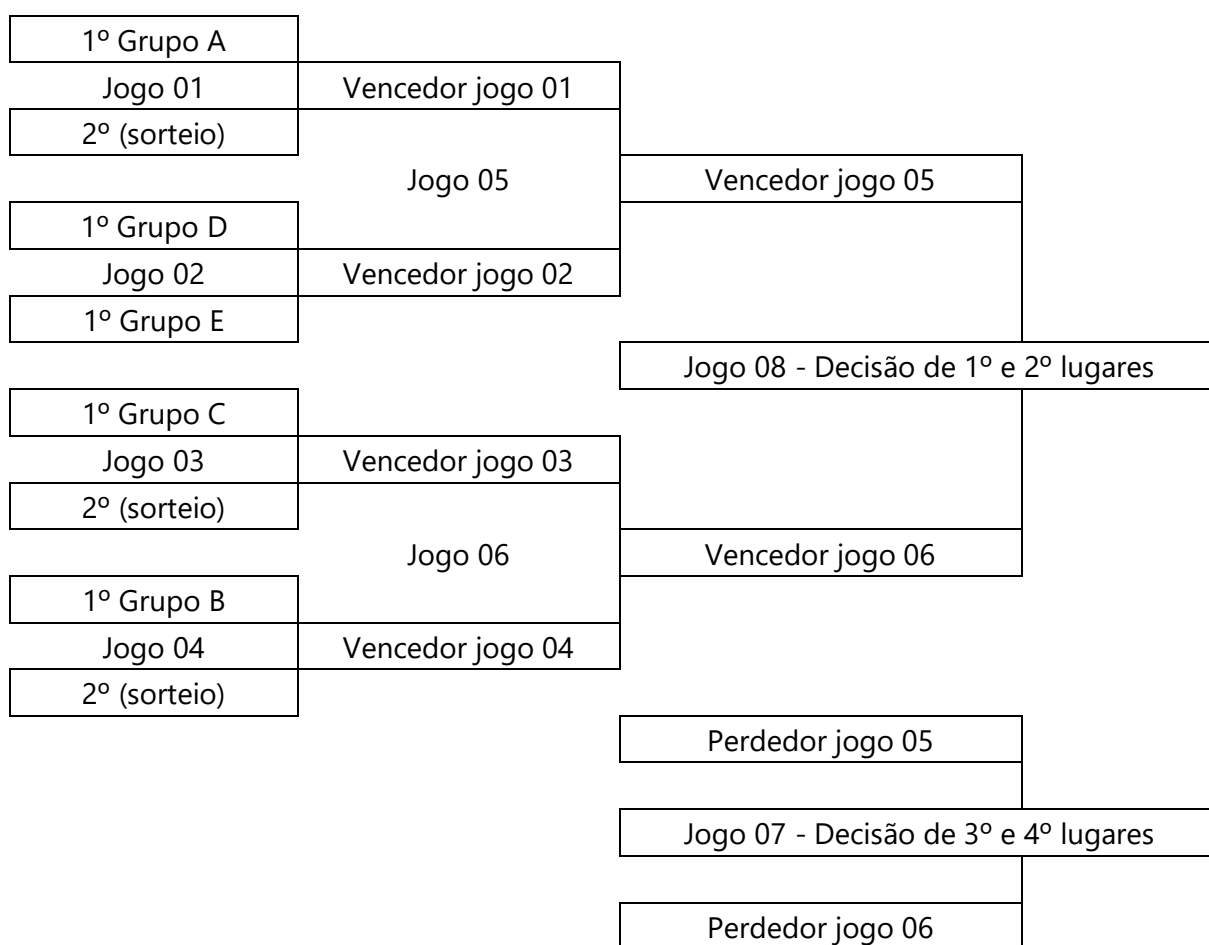 1º Grupo A
Jogo 01 Vencedor jogo 01
2º (sorteio)
Jogo 05 Vencedor jogo 05
1º Grupo D
Jogo 02 Vencedor jogo 02
1º Grupo E
Jogo 08 - Decisão de 1º e 2º lugares
1º Grupo C
Jogo 03 Vencedor jogo 03
2º (sorteio)
Jogo 06 Vencedor jogo 06
1º Grupo B
Jogo 04 Vencedor jogo 04
2º (sorteio)
Perdedor jogo 05
Jogo 07 - Decisão de 3º e 4º lugares
Perdedor jogo 06